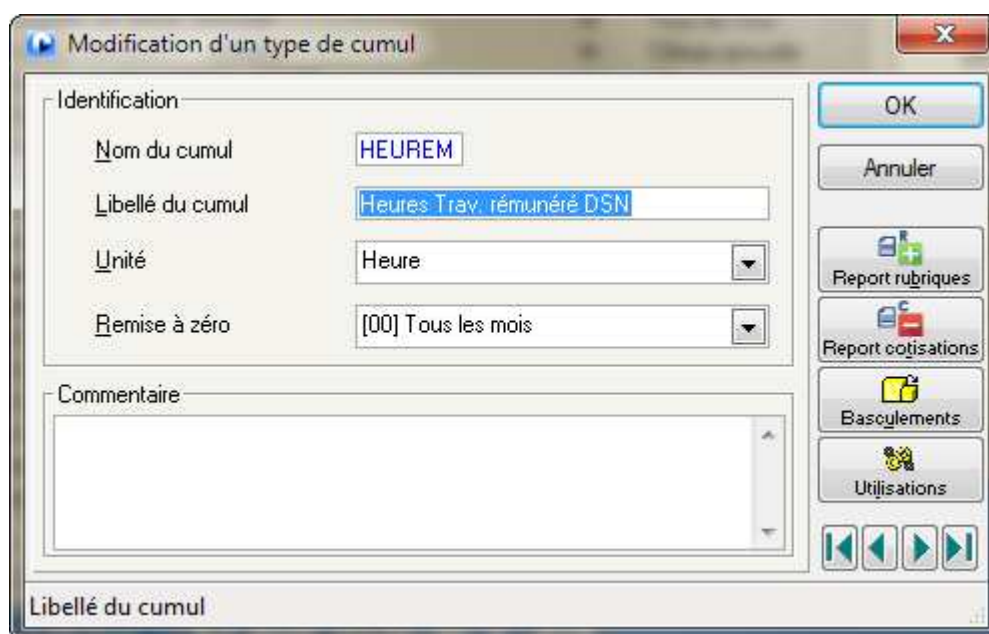 Modification d'un type de cumul
Identification
Nom du cumul HEUREM
Libellé du cumul Heures Trav. rémunéré DSN
Unité Heure
Remise à zéro [00] Tous les mois
Commentaire
OK
Annuler
Report rubriques
Report cotisations
Basculements
Utilisations
Libellé du cumul